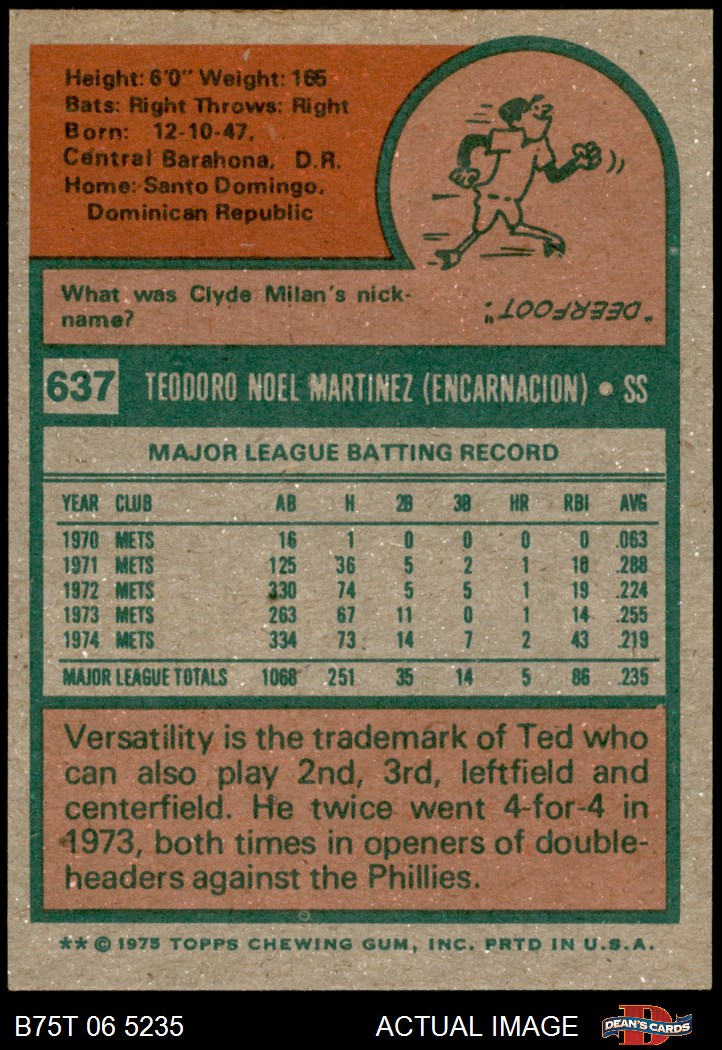 Height: 6'0" Weight: 165
Bats: Right Throws: Right
Born: 12-10-47,
Central Barahona, D.R.
Home: Santo Domingo,
Dominican Republic
What was Clyde Milan's nick-
name?
"DEERFOOT."
637 TEODORO NOEL MARTINEZ (ENCARNACION) • SS
MAJOR LEAGUE BATTING RECORD
YEAR CLUB AB H 2B 3B HR RBI AVG
1970 METS 16 1 0 0 0 0 .063
1971 METS 125 36 5 2 1 10 .288
1972 METS 330 74 5 5 1 19 .224
1973 METS 263 67 11 0 1 14 .255
1974 METS 334 73 14 7 2 43 .219
MAJOR LEAGUE TOTALS 1068 251 35 14 5 86 .235
Versatility is the trademark of Ted who
can also play 2nd, 3rd, leftfield and
centerfield. He twice went 4-for-4 in
1973, both times in openers of double-
headers against the Phillies.
** © 1975 TOPPS CHEWING GUM, INC. PRTD IN U.S.A.
B75T 06 5235 ACTUAL IMAGE D DEAN'S CARDS